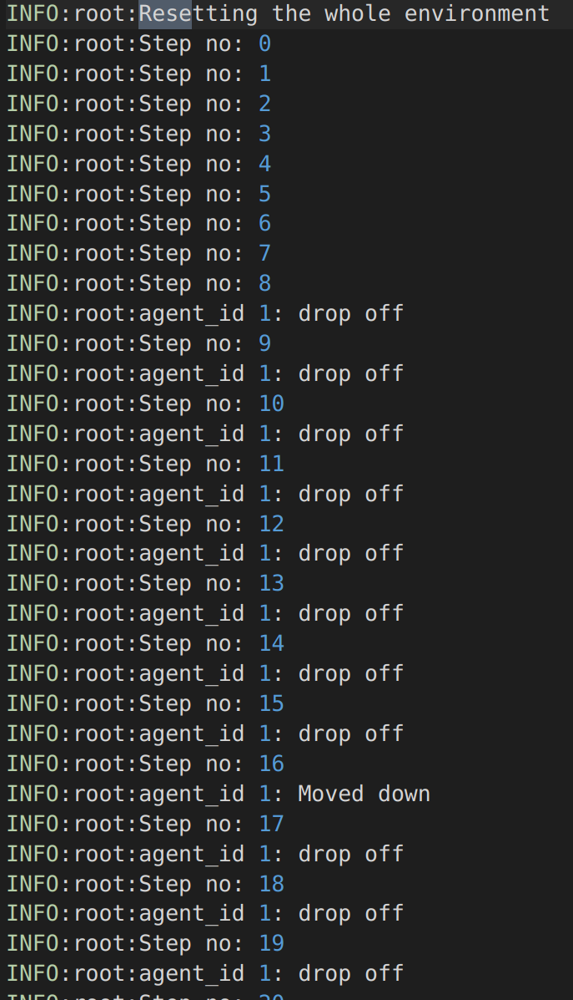 INFO:root:Resetting the whole environment
INFO:root:Step no: 0
INFO:root:Step no: 1
INFO:root:Step no: 2
INFO:root:Step no: 3
INFO:root:Step no: 4
INFO:root:Step no: 5
INFO:root:Step no: 6
INFO:root:Step no: 7
INFO:root:Step no: 8
INFO:root:agent_id 1: drop off
INFO:root:Step no: 9
INFO:root:agent_id 1: drop off
INFO:root:Step no: 10
INFO:root:agent_id 1: drop off
INFO:root:Step no: 11
INFO:root:agent_id 1: drop off
INFO:root:Step no: 12
INFO:root:agent_id 1: drop off
INFO:root:Step no: 13
INFO:root:agent_id 1: drop off
INFO:root:Step no: 14
INFO:root:agent_id 1: drop off
INFO:root:Step no: 15
INFO:root:agent_id 1: drop off
INFO:root:Step no: 16
INFO:root:agent_id 1: Moved down
INFO:root:Step no: 17
INFO:root:agent_id 1: drop off
INFO:root:Step no: 18
INFO:root:agent_id 1: drop off
INFO:root:Step no: 19
INFO:root:agent_id 1: drop off
INFO:root:Step no: 20